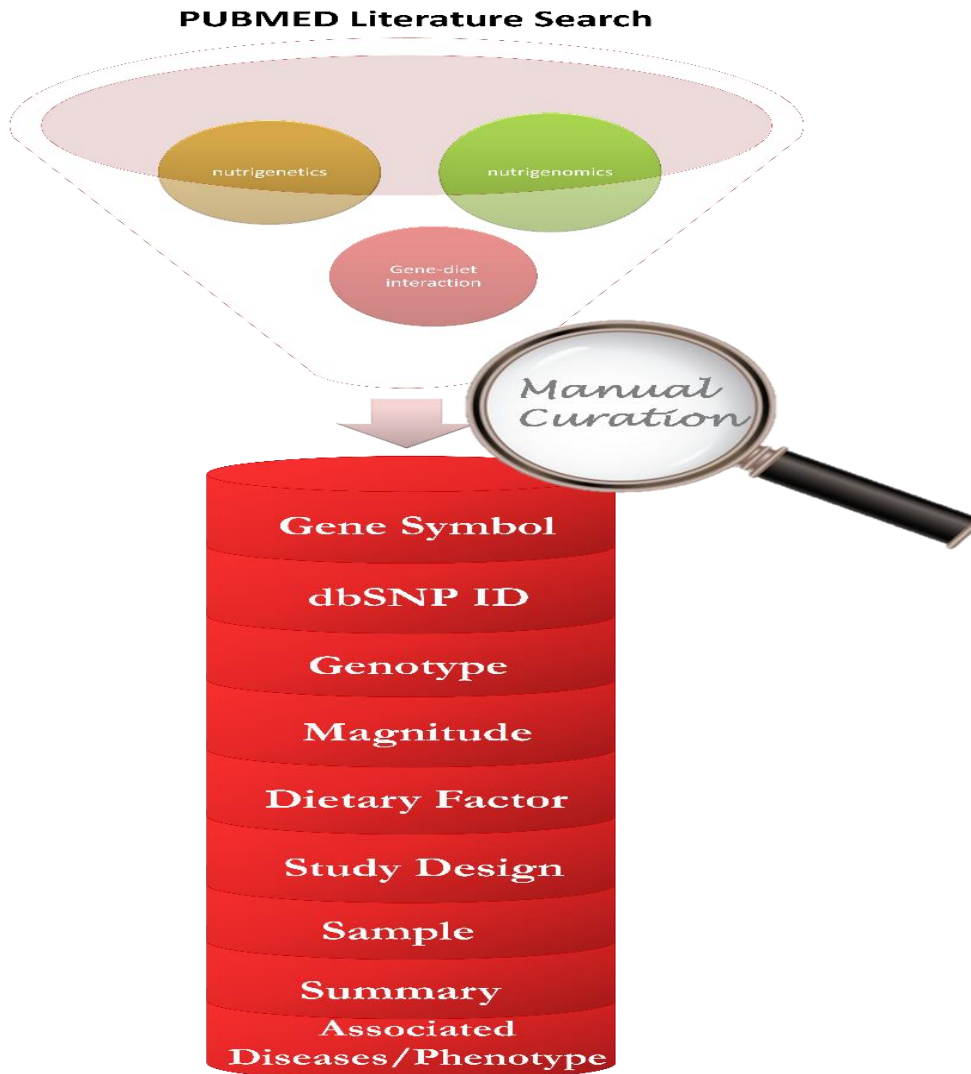 PUBMED Literature Search
nutrigenetics
nutrigenomics
Gene-diet
interaction
Manual
Curation
Gene Symbol
dbSNP ID
Genotype
Magnitude
Dietary Factor
Study Design
Sample
Summary
Associated
Diseases/Phenotype